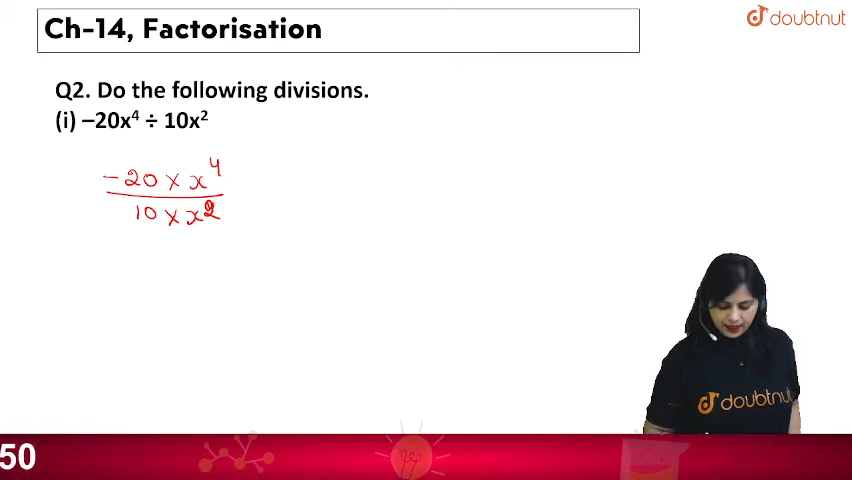 doubtnut
Ch-14, Factorisation
Q2. Do the following divisions.
(i) –20x⁴ ÷ 10x²
−20 × x⁴
10 × x²
doubtnut
50